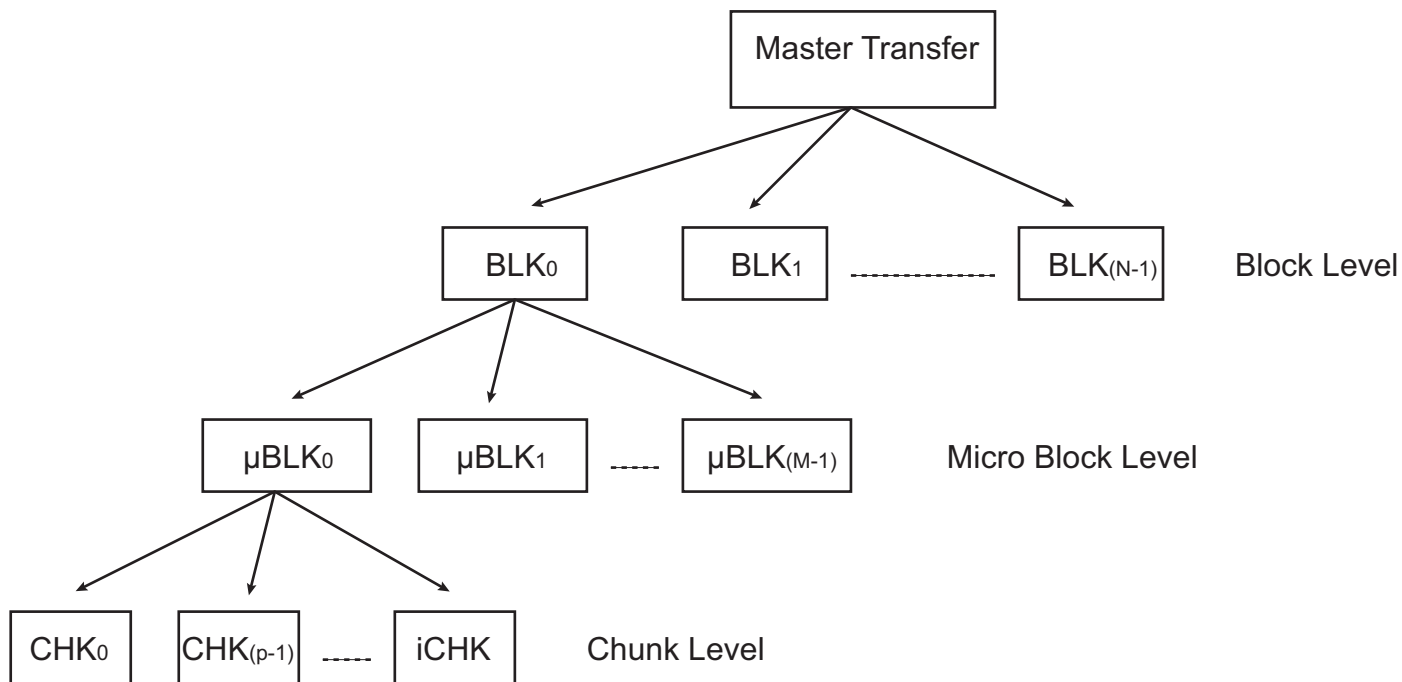 Master Transfer
BLK0 BLK1 BLK(N-1) Block Level
µBLK0 µBLK1 µBLK(M-1) Micro Block Level
CHK0 CHK(p-1) iCHK Chunk Level